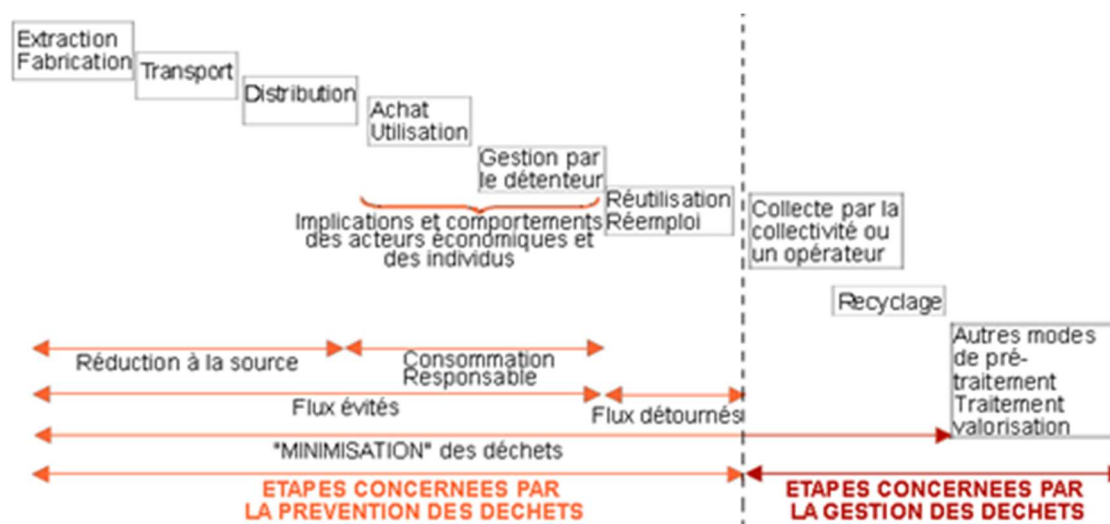 Extraction
Fabrication
Transport
Distribution
Achat
Utilisation
Gestion par
le détenteur
Réutilisation
Réemploi
Implications et comportements
des acteurs économiques et
des individus
Collecte par la
collectivité ou
un opérateur
Recyclage
Autres modes
de pré-
traitement
Traitement
valorisation
Réduction à la source
Consommation
Responsable
Flux évités
Flux détournés
"MINIMISATION" des déchets
ETAPES CONCERNEES PAR
LA PREVENTION DES DECHETS
ETAPES CONCERNEES PAR
LA GESTION DES DECHETS